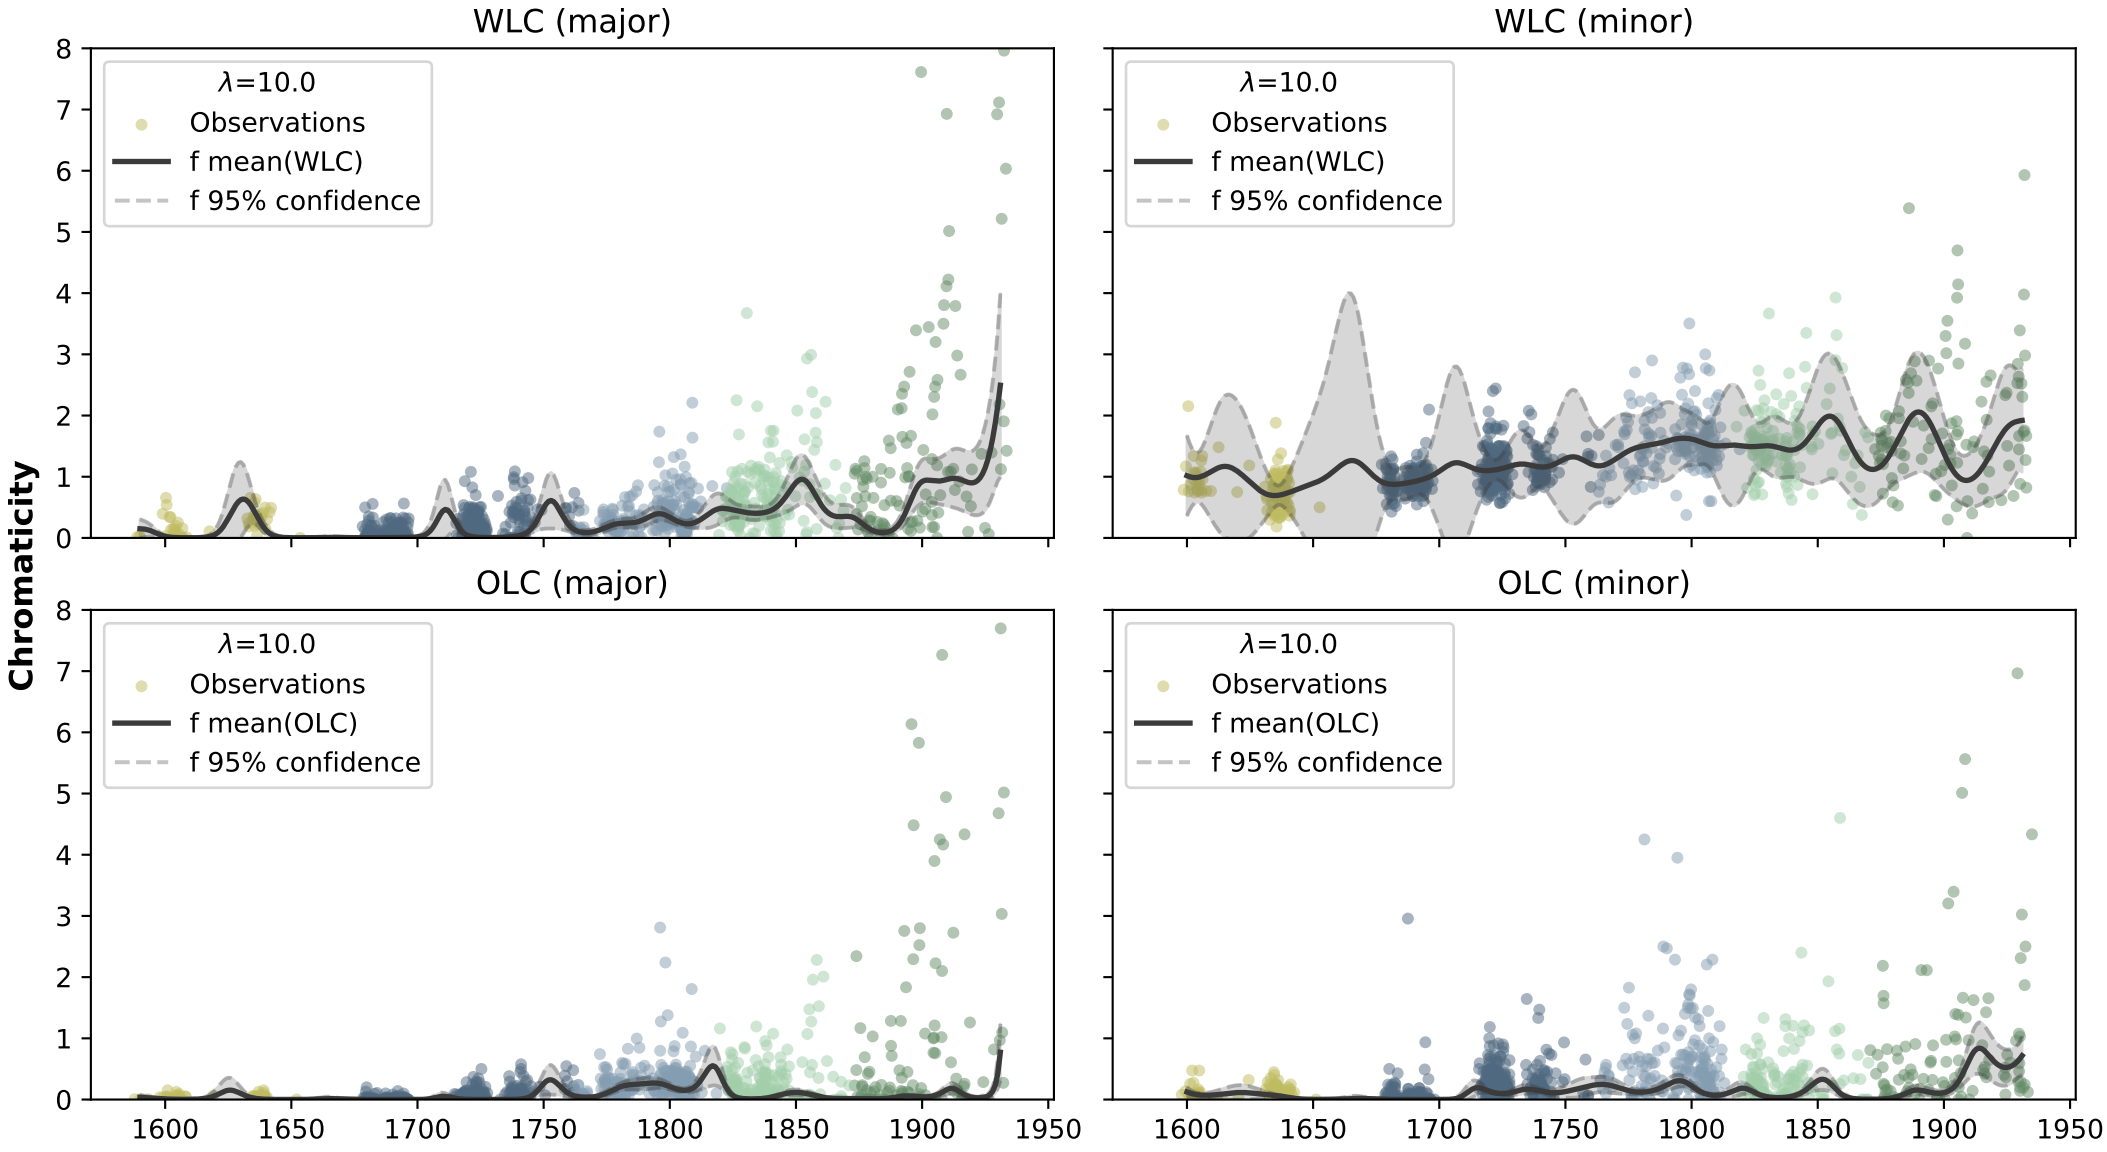 WLC (major)
8
7
6
5
4
3
2
1
0
λ=10.0
Observations
f mean(WLC)
f 95% confidence
WLC (minor)
λ=10.0
Observations
f mean(WLC)
f 95% confidence
Chromaticity
OLC (major)
8
7
6
5
4
3
2
1
0
λ=10.0
Observations
f mean(OLC)
f 95% confidence
1600 1650 1700 1750 1800 1850 1900 1950
OLC (minor)
λ=10.0
Observations
f mean(OLC)
f 95% confidence
1600 1650 1700 1750 1800 1850 1900 1950